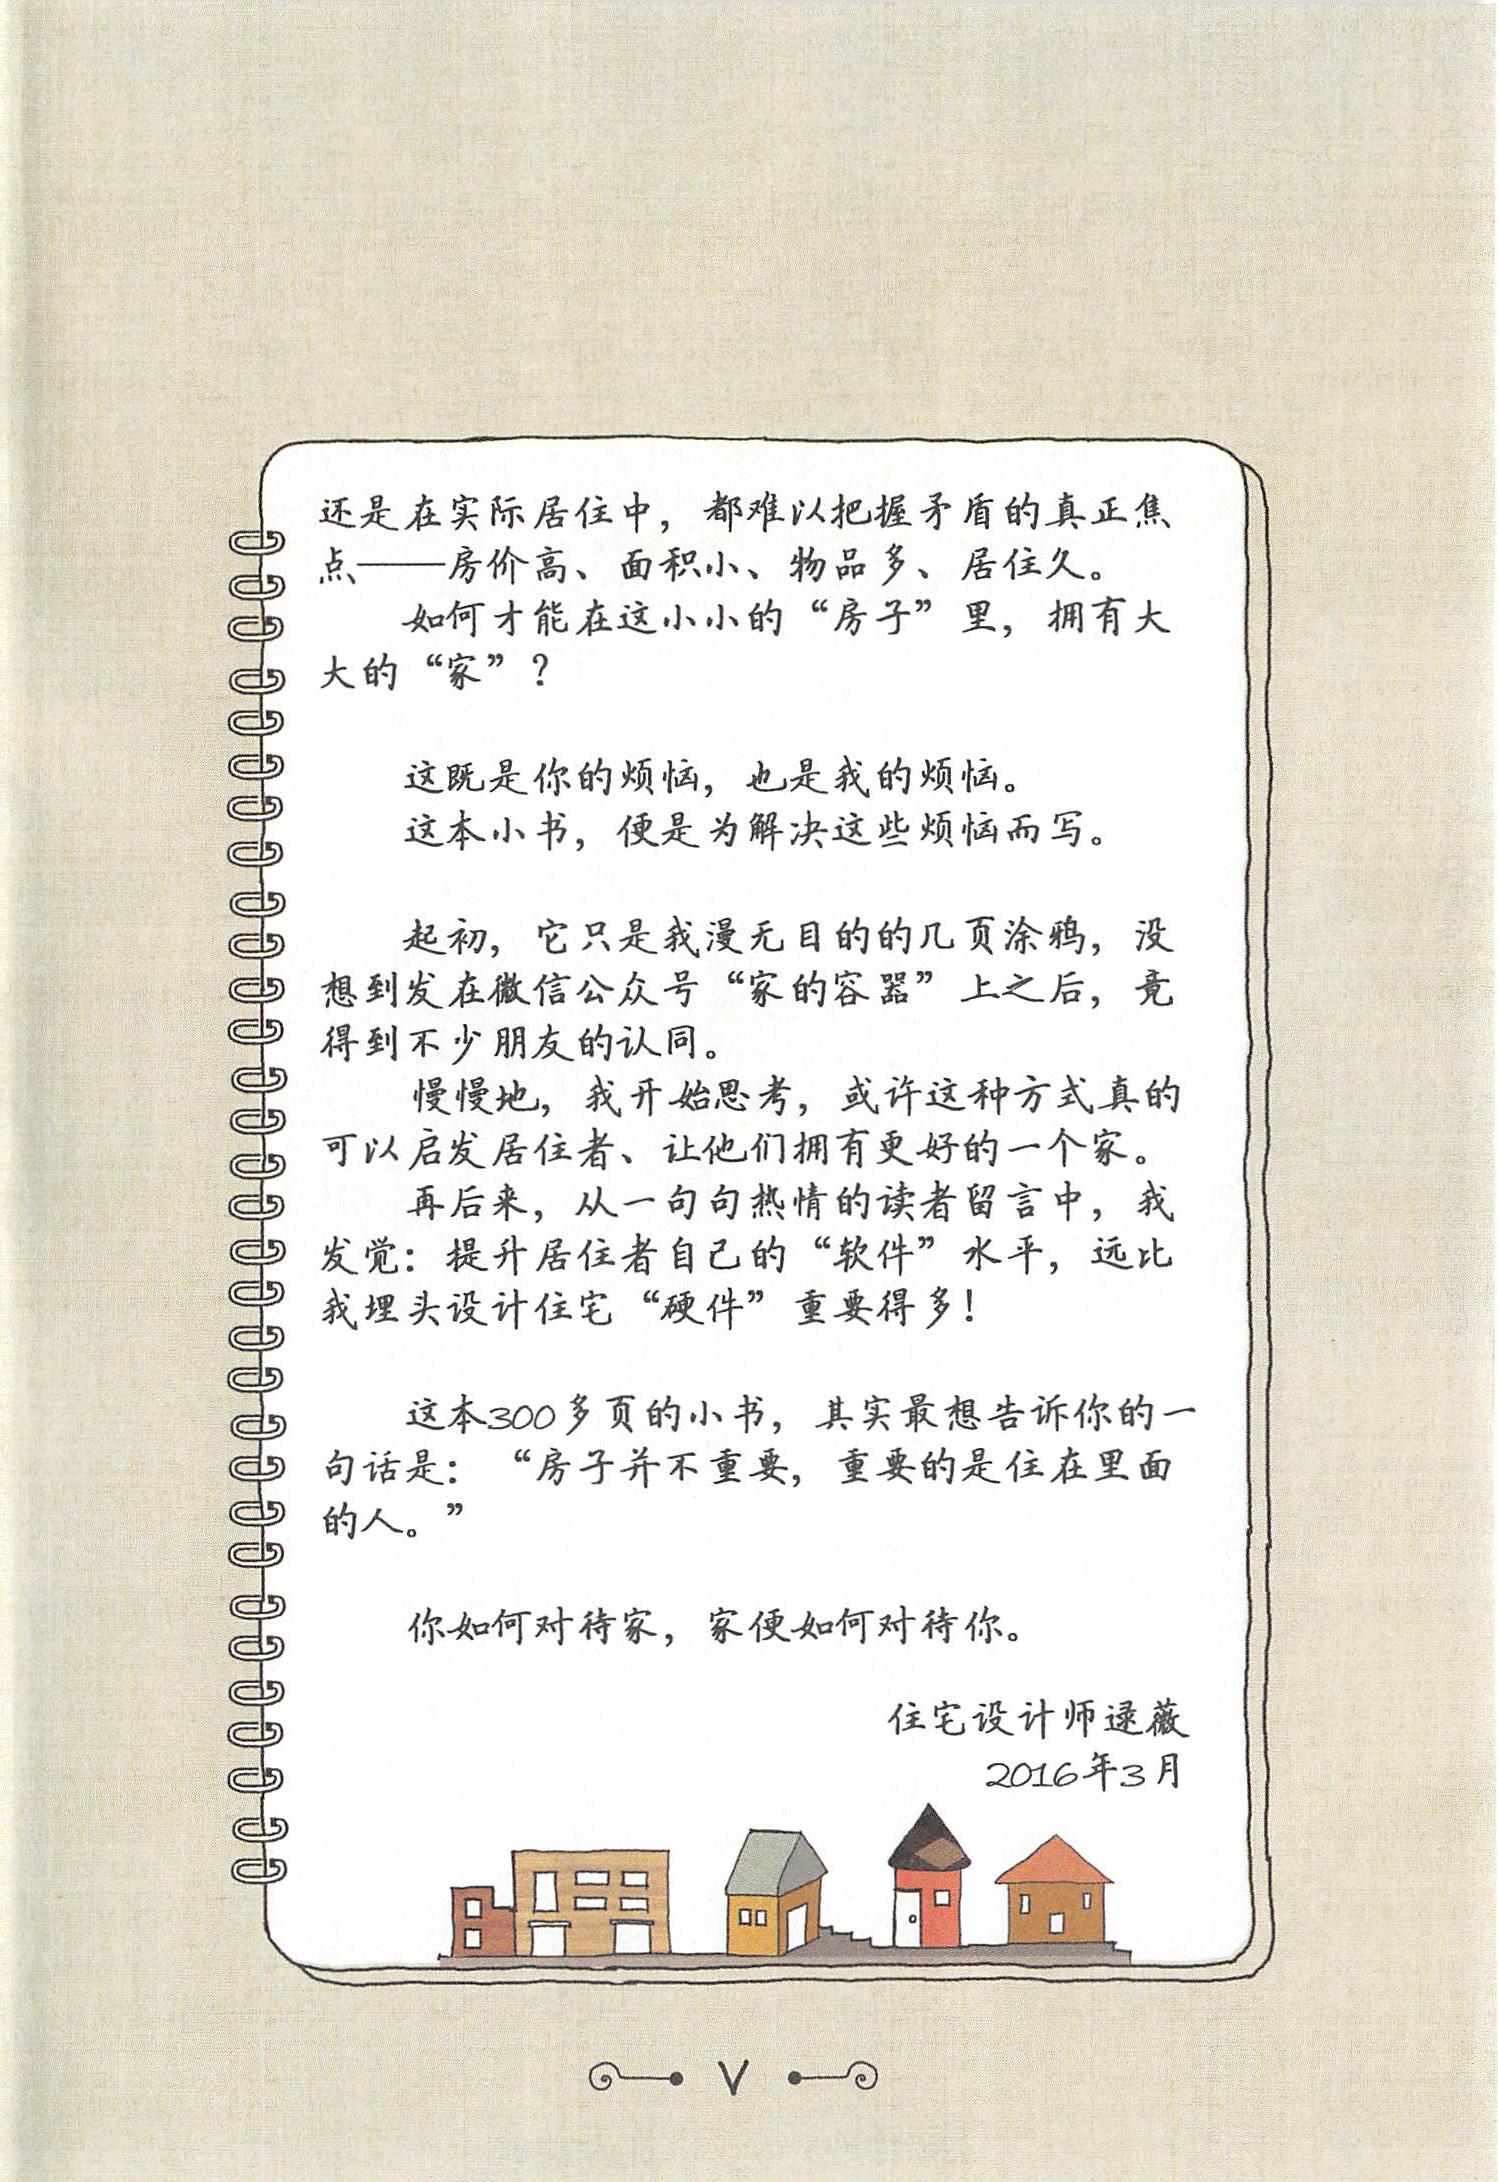 还是在实际居住中，都难以把握矛盾的真正焦
点——房价高、面积小、物品多、居住久。
如何才能在这小小的“房子”里，拥有大
大的“家”？
这既是你的烦恼，也是我的烦恼。
这本小书，便是为解决这些烦恼而写。
起初，它只是我漫无目的的几页涂鸦，没
想到发在微信公众号“家的容器”上之后，竟
得到不少朋友的认同。
慢慢地，我开始思考，或许这种方式真的
可以启发居住者、让他们拥有更好的一个家。
再后来，从一句句热情的读者留言中，我
发觉：提升居住者自己的“软件”水平，远比
我埋头设计住宅“硬件”重要得多！
这本300多页的小书，其实最想告诉你的一
句话是：“房子并不重要，重要的是住在里面
的人。”
你如何对待家，家便如何对待你。
住宅设计师逯薇
2016年3月
V